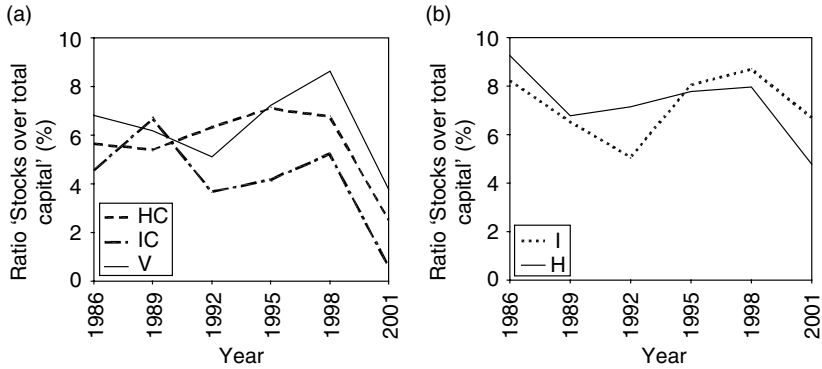 (a)
Ratio ‘Stocks over total
capital’ (%)
10
8
6
4
2
0
HC
IC
V
1986
1989
1992
1995
1998
2001
Year
(b)
Ratio ‘Stocks over total
capital’ (%)
10
8
6
4
2
0
I
H
1986
1989
1992
1995
1998
2001
Year